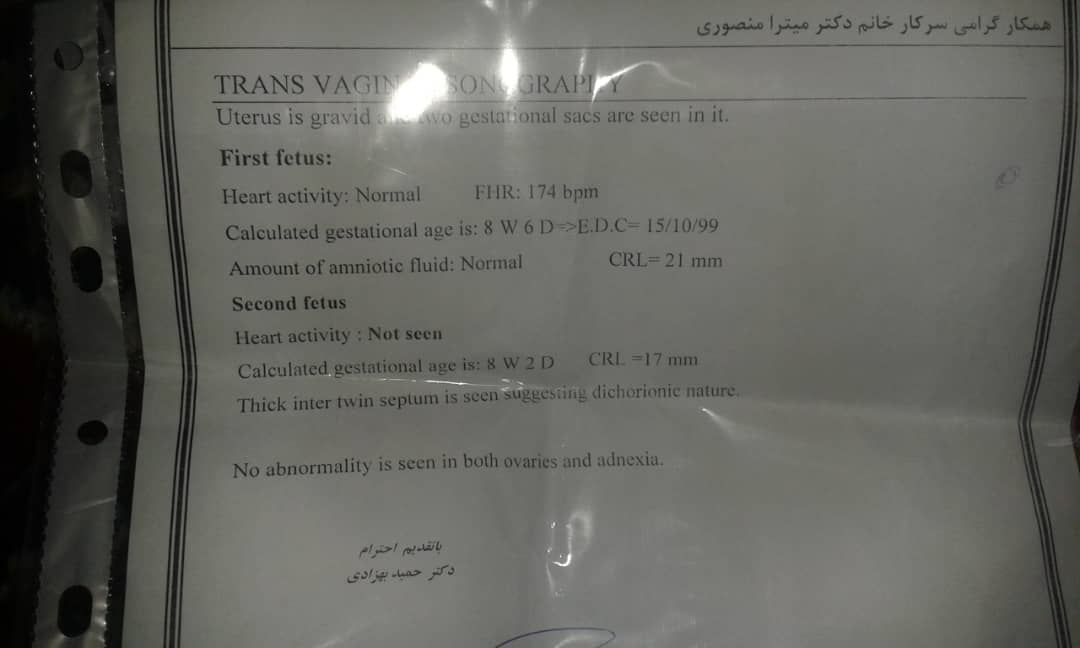 همکار گرامی سرکار خانم دکتر میترا منصوری
TRANS VAGINAL SONOGRAPHY
Uterus is gravid and two gestational sacs are seen in it.
First fetus:
Heart activity: Normal FHR: 174 bpm
Calculated gestational age is: 8 W 6 D=>E.D.C= 15/10/99
Amount of amniotic fluid: Normal CRL= 21 mm
Second fetus
Heart activity : Not seen
Calculated gestational age is: 8 W 2 D CRL =17 mm
Thick inter twin septum is seen suggesting dichorionic nature.
No abnormality is seen in both ovaries and adnexia.
باتقدیم احترام
دکتر حمید بهزادی